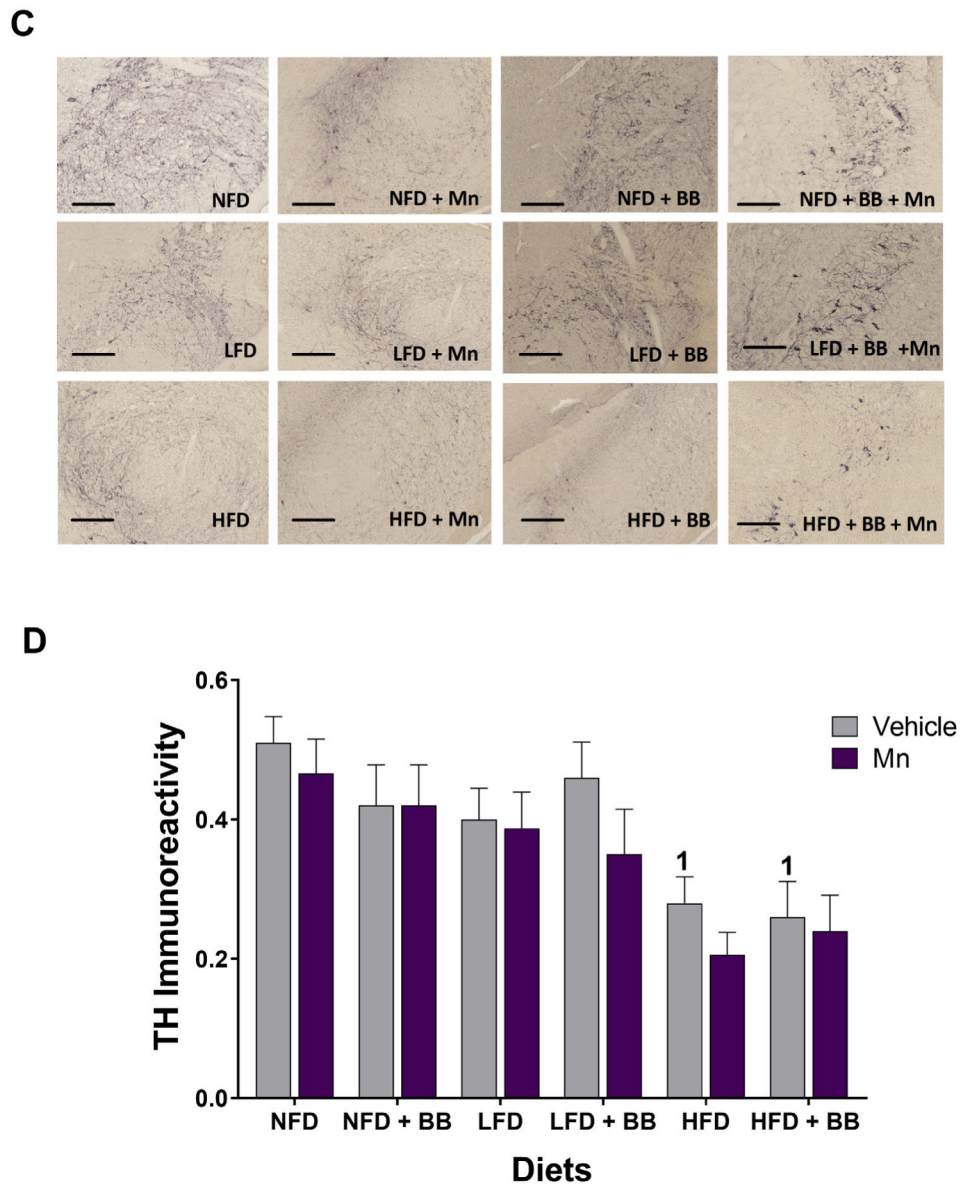 C
NFD
NFD + Mn
NFD + BB
NFD + BB + Mn
LFD
LFD + Mn
LFD + BB
LFD + BB +Mn
HFD
HFD + Mn
HFD + BB
HFD + BB + Mn
D
TH Immunoreactivity
0.6
0.4
0.2
0.0
1
1
Vehicle
Mn
NFD
NFD + BB
LFD
LFD + BB
HFD
HFD + BB
Diets